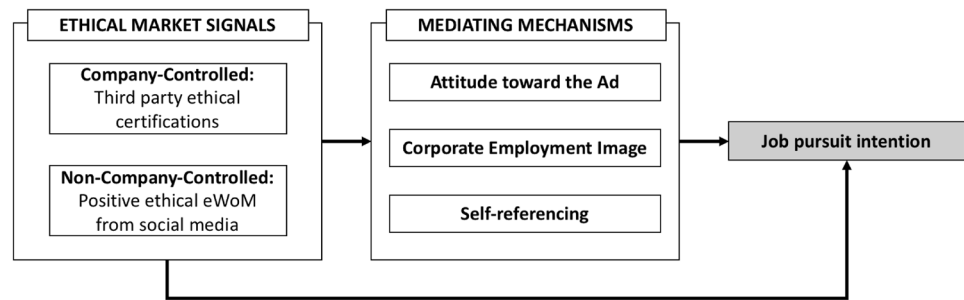 ETHICAL MARKET SIGNALS
Company-Controlled:
Third party ethical
certifications
Non-Company-Controlled:
Positive ethical eWoM
from social media
MEDIATING MECHANISMS
Attitude toward the Ad
Corporate Employment Image
Self-referencing
Job pursuit intention